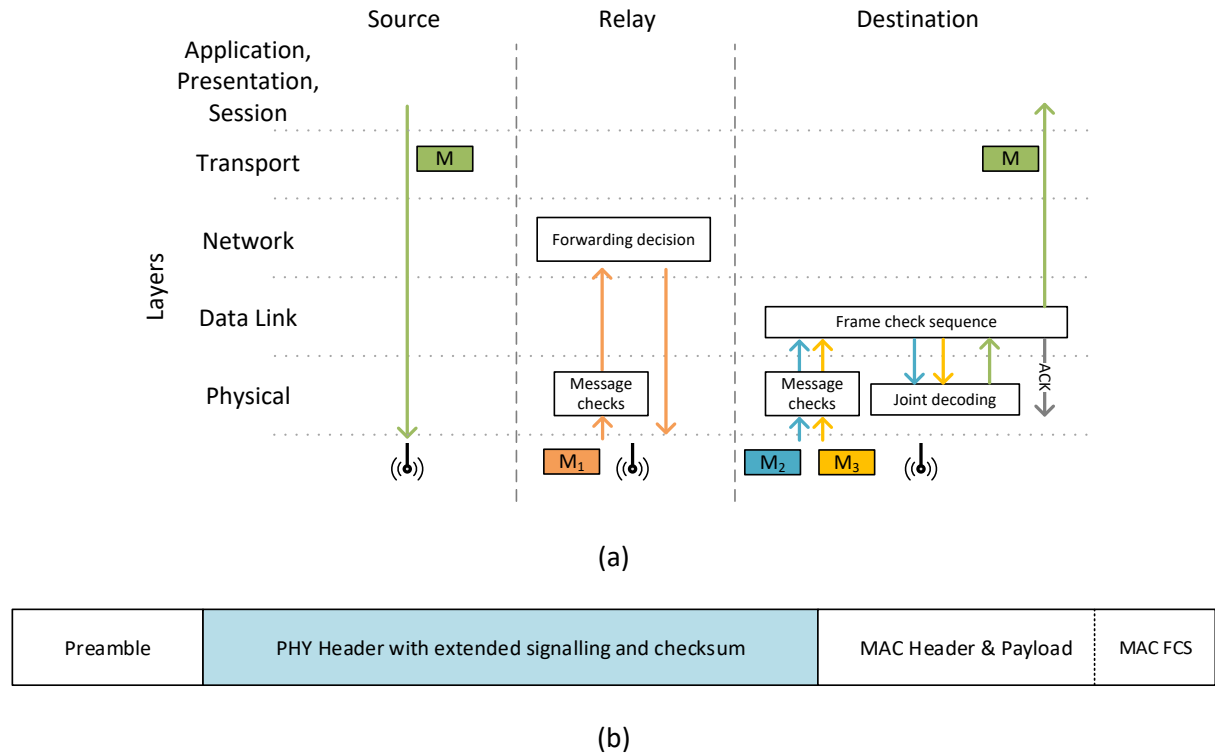 Source
Relay
Destination
Application,
Presentation,
Session
Transport
M
M
Network
Forwarding decision
Layers
Data Link
Frame check sequence
Physical
Message
checks
Message
checks
Joint decoding
ACK
M₁
M₂
M₃
(a)
Preamble
PHY Header with extended signalling and checksum
MAC Header & Payload
MAC FCS
(b)